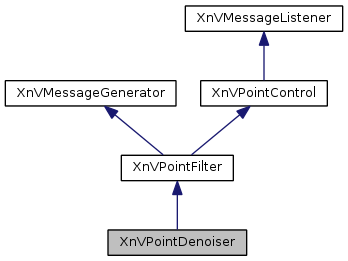 XnVMessageListener
XnVMessageGenerator
XnVPointControl
XnVPointFilter
XnVPointDenoiser